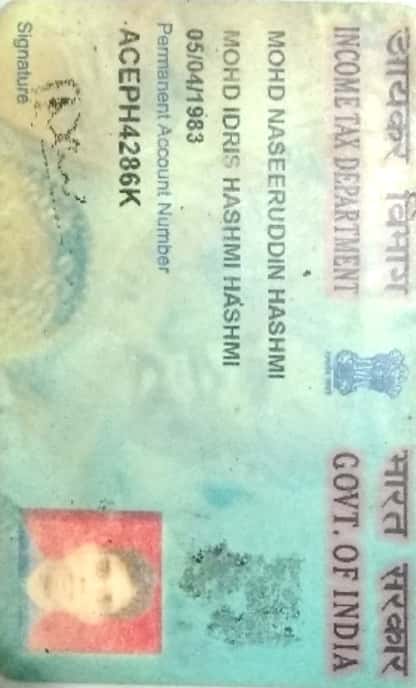 आयकर विभाग
INCOME TAX DEPARTMENT
भारत सरकार
GOVT. OF INDIA
MOHD NASEERUDDIN HASHMI
MOHD IDRIS HASHMI HASHMI
05/04/1983
Permanent Account Number
ACEPH4286K
Signature